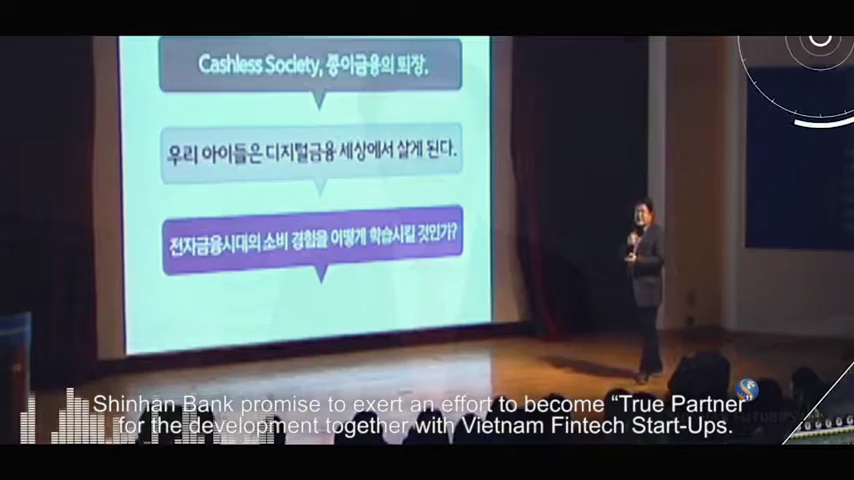 Cashless Society, 종이금융의 퇴장.
우리 아이들은 디지털금융 세상에서 살게 된다.
전자금융시대의 소비 경험을 어떻게 학습시킬 것인가?
Shinhan Bank promise to exert an effort to become “True Partner”
for the development together with Vietnam Fintech Start-Ups.